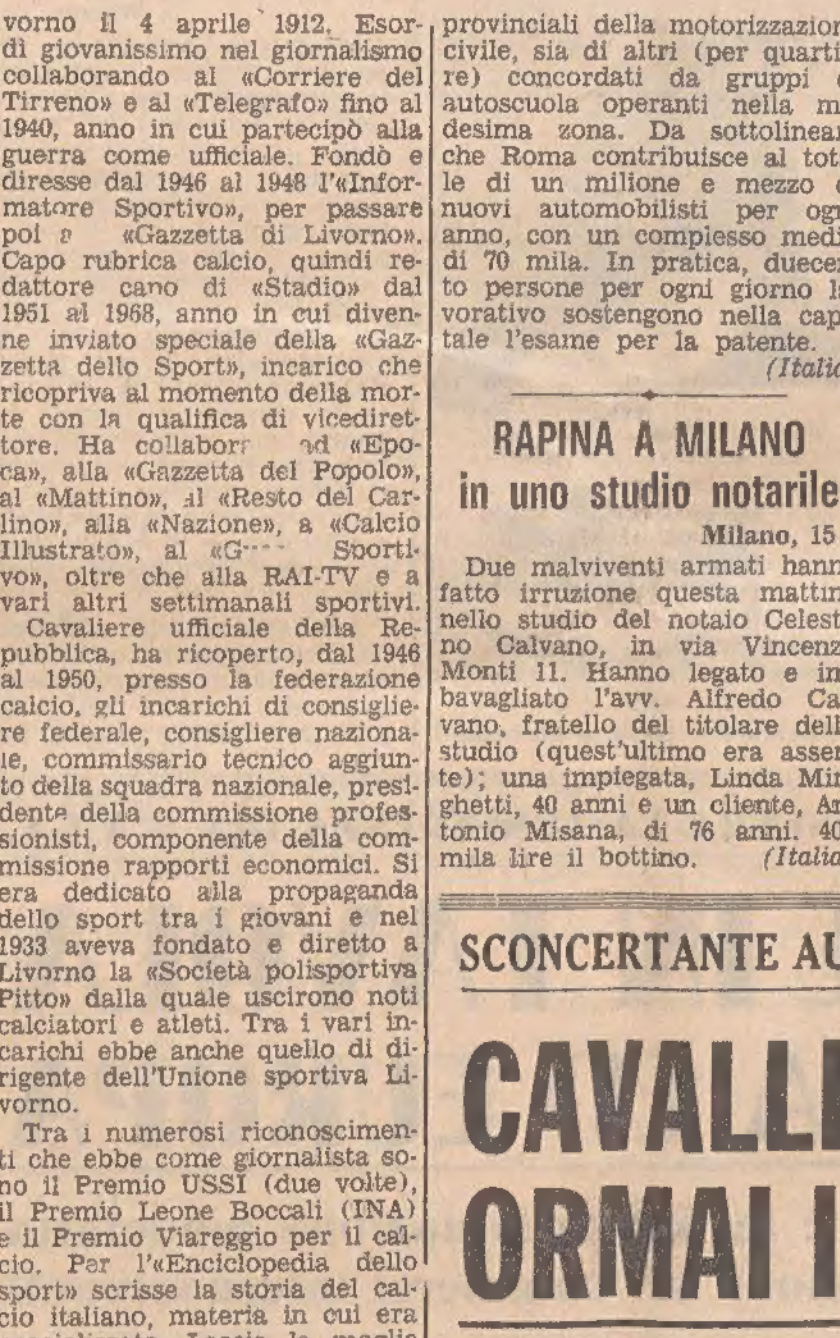 vorno il 4 aprile 1912. Esor-
dì giovanissimo nel giornalismo
collaborando al «Corriere del
Tirreno» e al «Telegrafo» fino al
1940, anno in cui partecipò alla
guerra come ufficiale. Fondò e
diresse dal 1946 al 1948 l'«Infor-
matore Sportivo», per passare
poi a «Gazzetta di Livorno».
Capo rubrica calcio, quindi re-
dattore capo di «Stadio» dal
1951 al 1968, anno in cui diven-
ne inviato speciale della «Gaz-
zetta dello Sport», incarico che
ricopriva al momento della mor-
te con la qualifica di vicediret-
tore. Ha collabor ad «Epo-
ca», alla «Gazzetta del Popolo»,
al «Mattino», al «Resto del Car-
lino», alla «Nazione», a «Calcio
Illustrato», al «G Sporti-
vo», oltre che alla RAI-TV e a
vari altri settimanali sportivi.
Cavaliere ufficiale della Re-
pubblica, ha ricoperto, dal 1946
al 1950, presso la federazione
calcio, gli incarichi di consiglie-
re federale, consigliere naziona-
le, commissario tecnico aggiun-
to della squadra nazionale, presi-
dente della commissione profes-
sionisti, componente della com-
missione rapporti economici. Si
era dedicato alla propaganda
dello sport tra i giovani e nel
1933 aveva fondato e diretto a
Livorno la «Società polisportiva
Pitto» dalla quale uscirono noti
calciatori e atleti. Tra i vari in-
carichi ebbe anche quello di di-
rigente dell'Unione sportiva Li-
vorno.
Tra i numerosi riconoscimen-
ti che ebbe come giornalista so-
no il Premio USSI (due volte),
il Premio Leone Boccali (INA)
e il Premio Viareggio per il cal-
cio. Per l'«Enciclopedia dello
sport» scrisse la storia del cal-
cio italiano, materia in cui era
provinciali della motorizzazion
civile, sia di altri (per quarti
re) concordati da gruppi
autoscuola operanti nella m
desima zona. Da sottolinear
che Roma contribuisce al tot
le di un milione e mezzo
nuovi automobilisti per ogn
anno, con un complesso medi
di 70 mila. In pratica, duecen
to persone per ogni giorno la
vorativo sostengono nella cap
tale l'esame per la patente.
(Italia
RAPINA A MILANO
in uno studio notarile
Milano, 15
Due malviventi armati hann
fatto irruzione questa mattin
nello studio del notaio Celest
no Calvano, in via Vincenz
Monti 11. Hanno legato e im
bavagliato l'avv. Alfredo Ca
vano, fratello del titolare dell
studio (quest'ultimo era assen
te); una impiegata, Linda Min
ghetti, 40 anni e un cliente, An
tonio Misana, di 76 anni. 40
mila lire il bottino. (Italia
SCONCERTANTE AU
CAVALLE
ORMAI I